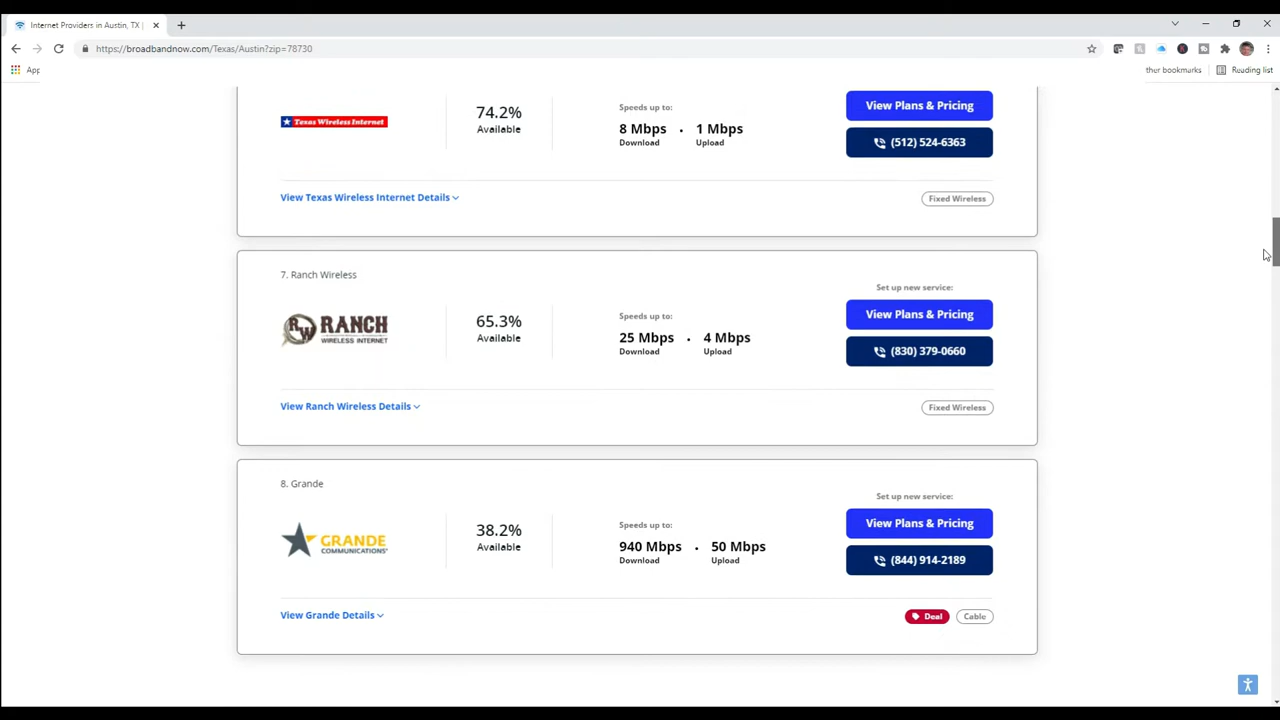 Internet Providers in Austin, TX |
https://broadbandnow.com/Texas/Austin?zip=78730
App
ther bookmarks
Reading list
Texas Wireless Internet
74.2%
Available
Speeds up to:
8 Mbps • 1 Mbps
Download Upload
View Plans & Pricing
(512) 524-6363
View Texas Wireless Internet Details
Fixed Wireless
7. Ranch Wireless
RW RANCH
WIRELESS INTERNET
65.3%
Available
Speeds up to:
25 Mbps • 4 Mbps
Download Upload
Set up new service:
View Plans & Pricing
(830) 379-0660
View Ranch Wireless Details
Fixed Wireless
8. Grande
GRANDE
COMMUNICATIONS
38.2%
Available
Speeds up to:
940 Mbps • 50 Mbps
Download Upload
Set up new service:
View Plans & Pricing
(844) 914-2189
View Grande Details
Deal
Cable